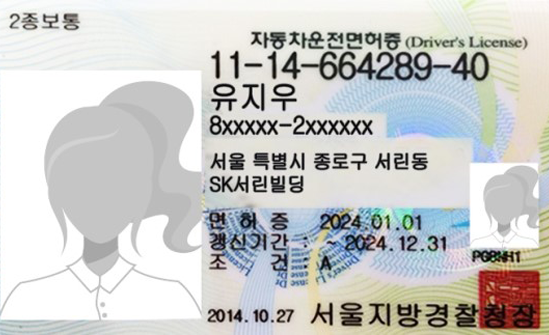 2종보통
자동차운전면허증 (Driver's License)
11-14-664289-40
유지우
8xxxxx-2xxxxxx
서울 특별시 종로구 서린동
SK서린빌딩
면 허 증 2024.01.01
갱신기간 : ~ 2024.12.31
조 건 : A
PG8NH1
2014.10.27 서울지방경찰청장